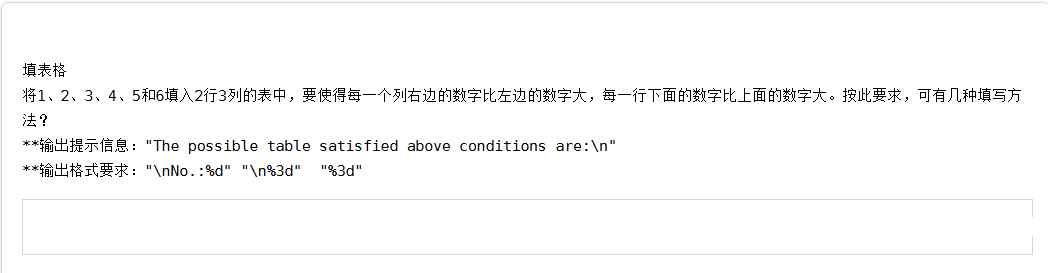 填表格
将1、2、3、4、5和6填入2行3列的表中，要使得每一个列右边的数字比左边的数字大，每一行下面的数字比上面的数字大。按此要求，可有几种填写方
法？
**输出提示信息："The possible table satisfied above conditions are:\n"
**输出格式要求："\nNo.:%d" "\n%3d"  "%3d"